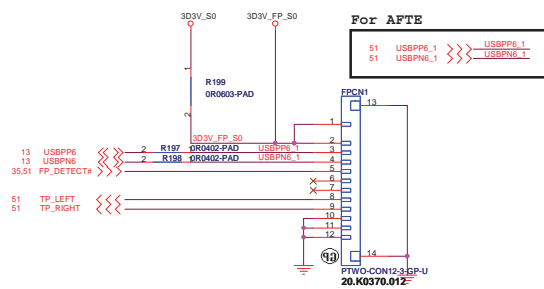 3D3V_S0
3D3V_FP_S0
For AFTE
51 USBPP6_1 USBPP6_1
51 USBPN6_1 USBPN6_1
1
R199
0R0603-PAD
2
FPCN1
13
1
3D3V_FP_S0
2
13 USBPP6 2 R197 1 0R0402-PAD USBPP6_1 3
13 USBPN6 2 R198 1 0R0402-PAD USBPN6_1 4
35,51 FP_DETECT# 5
6
7
51 TP_LEFT 8
51 TP_RIGHT 9
10
11
12
14
PTWO-CON12-3-GP-U
20.K0370.012